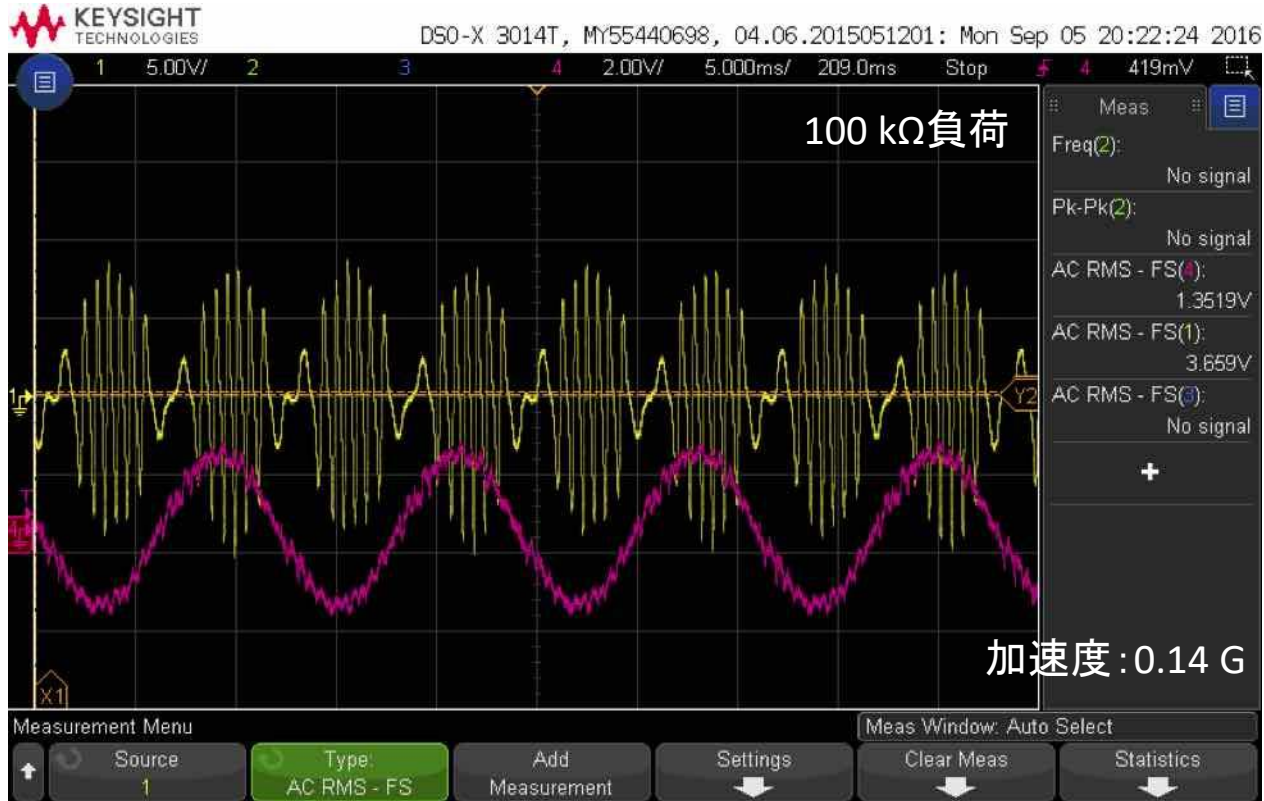 KEYSIGHT
TECHNOLOGIES
DSO-X 3014T, MY55440698, 04.06.2015051201: Mon Sep 05 20:22:24 2016
1 5.00V/ 2 3 4 2.00V/ 5.000ms/ 209.0ms Stop 4 419mV
100 kΩ負荷
Meas
Freq(2):
No signal
Pk-Pk(2):
No signal
AC RMS - FS(4):
1.3519V
AC RMS - FS(1):
3.659V
AC RMS - FS(3):
No signal
+
1
Y2
T
4
X1
加速度:0.14 G
Measurement Menu
Meas Window: Auto Select
Source
1
Type:
AC RMS - FS
Add
Measurement
Settings
Clear Meas
Statistics